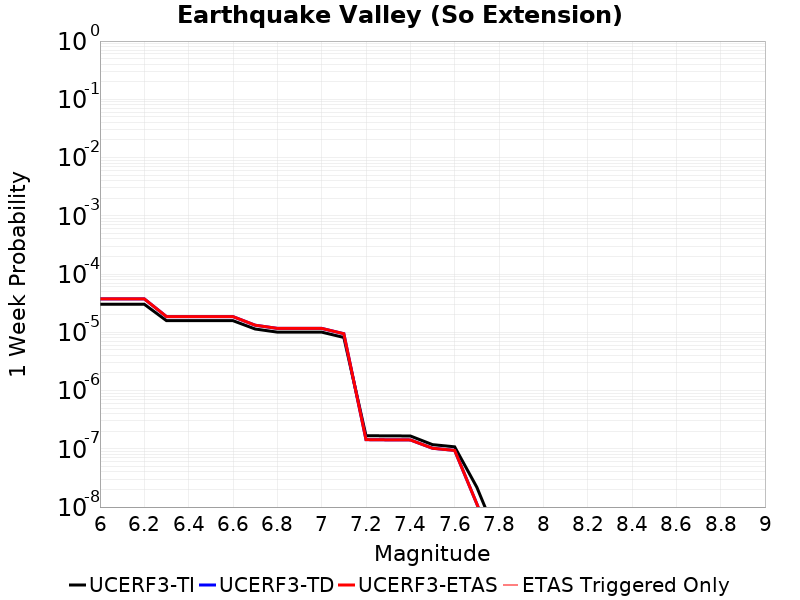 Earthquake Valley (So Extension)
1 Week Probability
10^0
10^-1
10^-2
10^-3
10^-4
10^-5
10^-6
10^-7
10^-8
6 6.2 6.4 6.6 6.8 7 7.2 7.4 7.6 7.8 8 8.2 8.4 8.6 8.8 9
Magnitude
UCERF3-TI UCERF3-TD UCERF3-ETAS ETAS Triggered Only